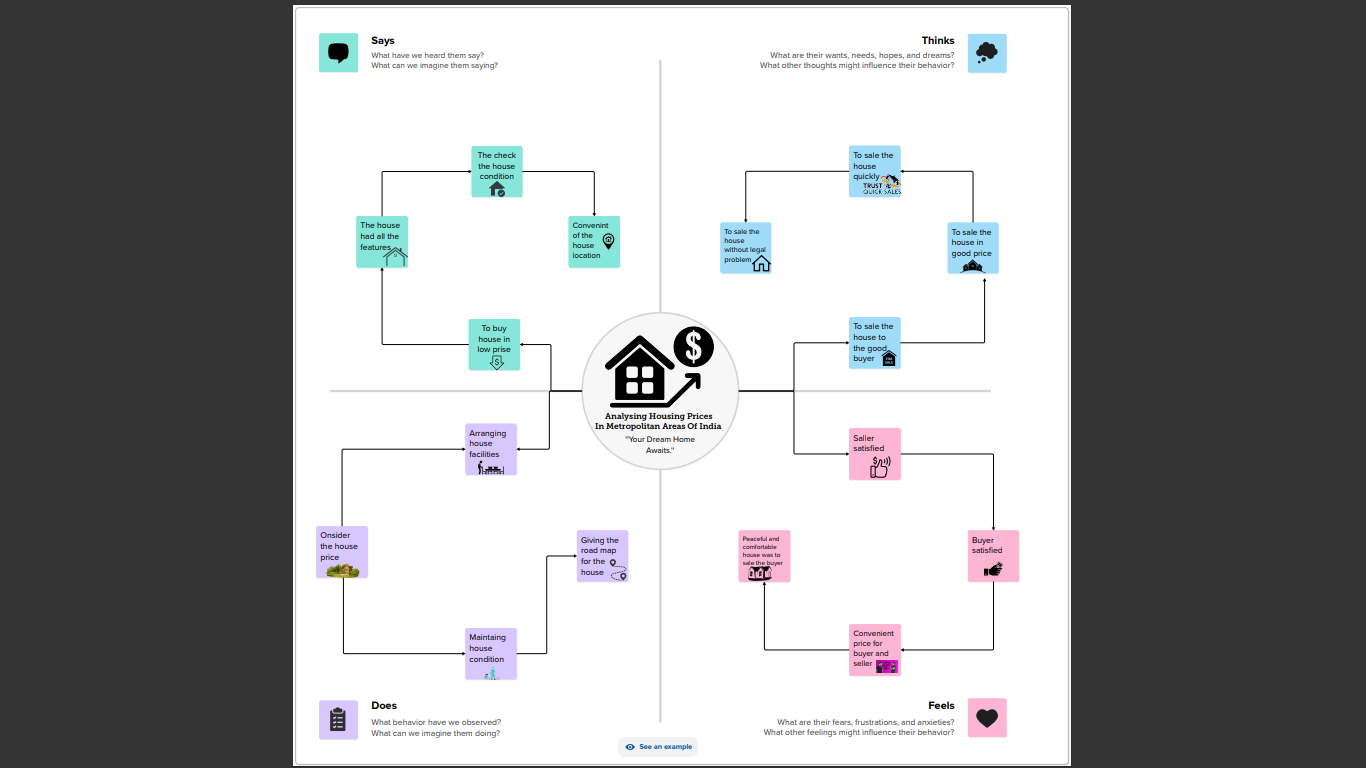 Says
What have we heard them say?
What can we imagine them saying?
Thinks
What are their wants, needs, hopes, and dreams?
What other thoughts might influence their behavior?
The check
the house
condition
The house
had all the
features
Convenint
of the
house
location
To buy
house in
low prise
To sale the
house
quickly
TRUST
QUICK SALES
To sale the
house
without legal
problem
To sale the
house in
good price
To sale the
house to
the good
buyer
FOR
SALE
Analysing Housing Prices
In Metropolitan Areas Of India
"Your Dream Home
Awaits."
Arranging
house
facilities
Onsider
the house
price
Giving the
road map
for the
house
Maintaing
house
condition
Saller
satisfied
Peaceful and
comfortable
house was to
sale the buyer
Buyer
satisfied
Convenient
price for
buyer and
seller
Does
What behavior have we observed?
What can we imagine them doing?
Feels
What are their fears, frustrations, and anxieties?
What other feelings might influence their behavior?
See an example